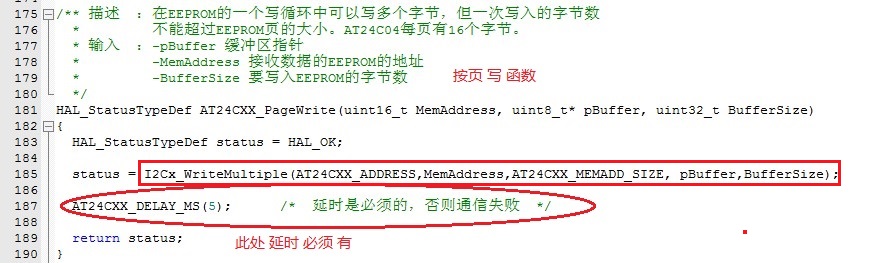 175 /** 描述 ：在EEPROM的一个写循环中可以写多个字节，但一次写入的字节数
176 * 不能超过EEPROM页的大小。AT24C04每页有16个字节。
177 * 输入 ：-pBuffer 缓冲区指针
178 * -MemAddress 接收数据的EEPROM的地址
179 * -BufferSize 要写入EEPROM的字节数 按页 写 函数
180 */
181 HAL_StatusTypeDef AT24CXX_PageWrite(uint16_t MemAddress, uint8_t* pBuffer, uint32_t BufferSize)
182 {
183 HAL_StatusTypeDef status = HAL_OK;
184
185 status = I2Cx_WriteMultiple(AT24CXX_ADDRESS,MemAddress,AT24CXX_MEMADD_SIZE, pBuffer,BufferSize);
186
187 AT24CXX_DELAY_MS(5); /* 延时是必须的，否则通信失败 */
188
189 return status; 此处 延时 必须 有
190 }